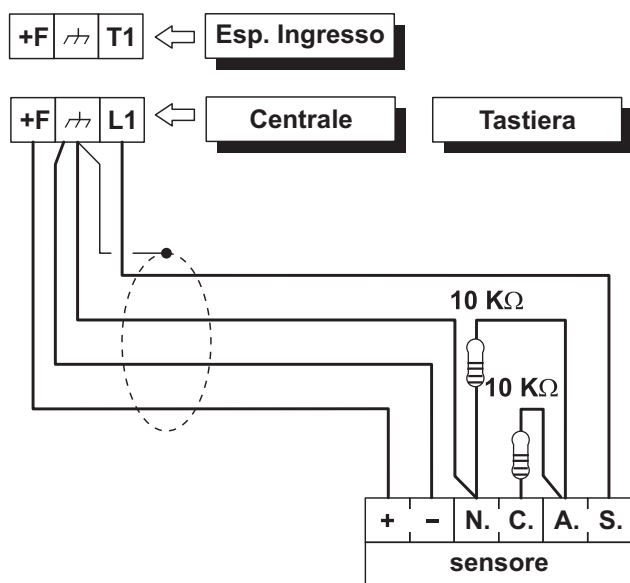 +F T1 Esp. Ingresso
+F L1 Centrale Tastiera
10 KΩ
10 KΩ
+ – N. C. A. S.
sensore